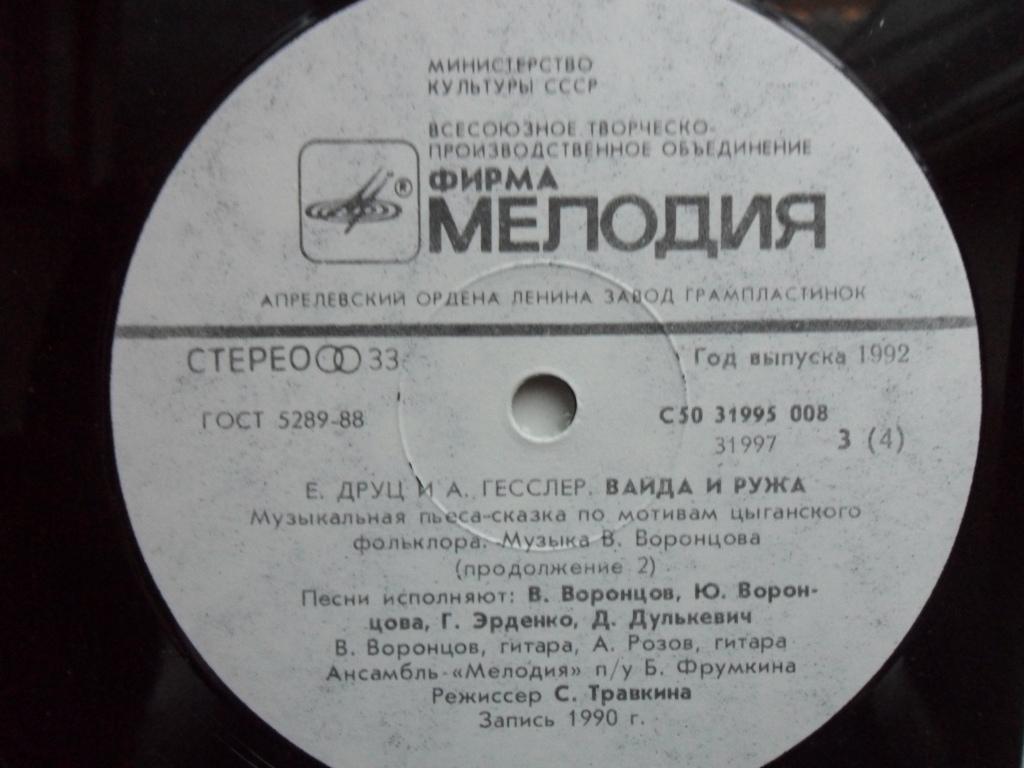 МИНИСТЕРСТВО
КУЛЬТУРЫ СССР
ВСЕСОЮЗНОЕ ТВОРЧЕСКО-
ПРОИЗВОДСТВЕННОЕ ОБЪЕДИНЕНИЕ
®
ФИРМА
МЕЛОДИЯ
АПРЕЛЕВСКИЙ ОРДЕНА ЛЕНИНА ЗАВОД ГРАМПЛАСТИНОК
СТЕРЕО 33 Год выпуска 1992
ГОСТ 5289-88 С50 31995 008
31997 3 (4)
Е. ДРУЦ И А. ГЕССЛЕР. ВАЙДА И РУЖА
Музыкальная пьеса-сказка по мотивам цыганского
фольклора. Музыка В. Воронцова
(продолжение 2)
Песни исполняют: В. Воронцов, Ю. Ворон-
цова, Г. Эрденко, Д. Дулькевич
В. Воронцов, гитара, А. Розов, гитара
Ансамбль «Мелодия» п/у Б. Фрумкина
Режиссер С. Травкина
Запись 1990 г.